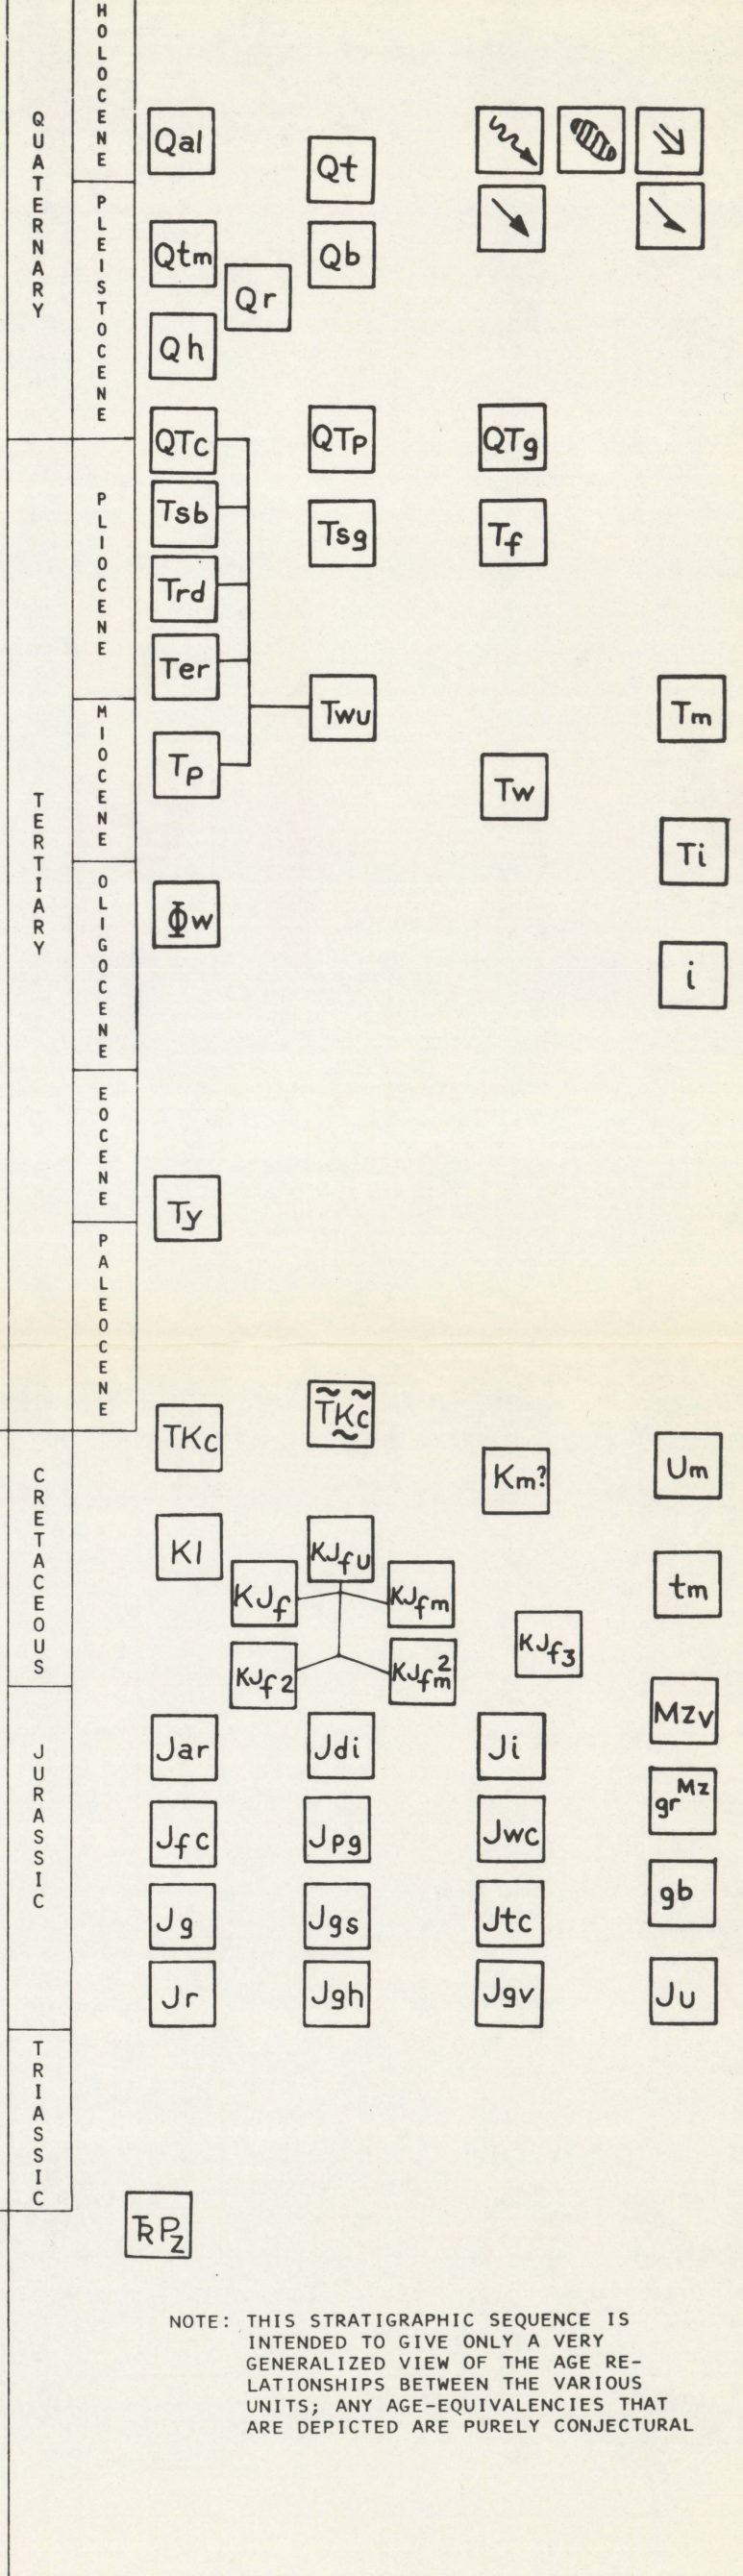 HOLOCENE
QUATERNARY
Qal
Qt
PLEISTOCENE
Qtm
Qb
Qr
Qh
QTc
QTp
QTg
PLIOCENE
Tsb
Tsg
Tf
Trd
Ter
Twu
Tm
MIOCENE
Tp
Tw
TERTIARY
Ti
OLIGOCENE
Φw
i
EOCENE
Ty
PALEOCENE
TKc
TKc
Km?
Um
CRETACEOUS
Kl
KJfu
KJf
KJfm
tm
KJf3
KJf2
KJfm2
Mzv
JURASSIC
Jar
Jdi
Ji
grMz
Jfc
Jpg
Jwc
gb
Jg
Jgs
Jtc
Jr
Jgh
Jgv
Ju
TRIASSIC
TRPz
NOTE: THIS STRATIGRAPHIC SEQUENCE IS
INTENDED TO GIVE ONLY A VERY
GENERALIZED VIEW OF THE AGE RE-
LATIONSHIPS BETWEEN THE VARIOUS
UNITS; ANY AGE-EQUIVALENCIES THAT
ARE DEPICTED ARE PURELY CONJECTURAL